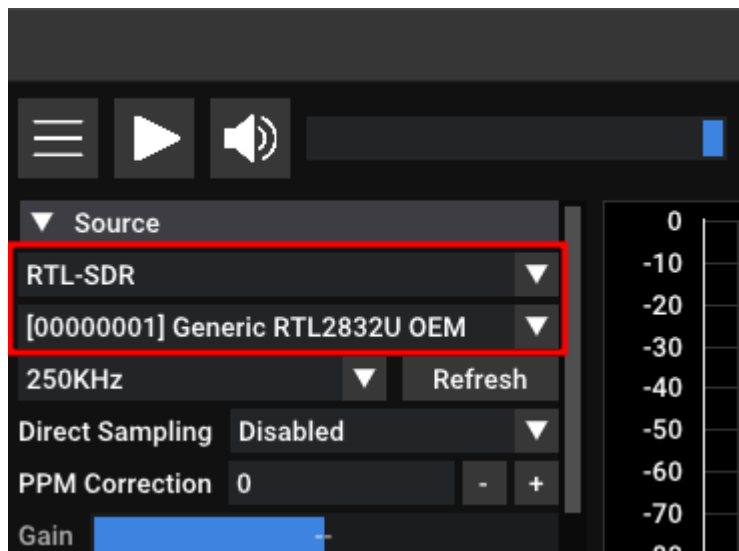 Source
0
RTL-SDR
-10
[00000001] Generic RTL2832U OEM
-20
-30
250KHz Refresh
-40
Direct Sampling Disabled
-50
PPM Correction 0 - +
-60
-70
Gain --